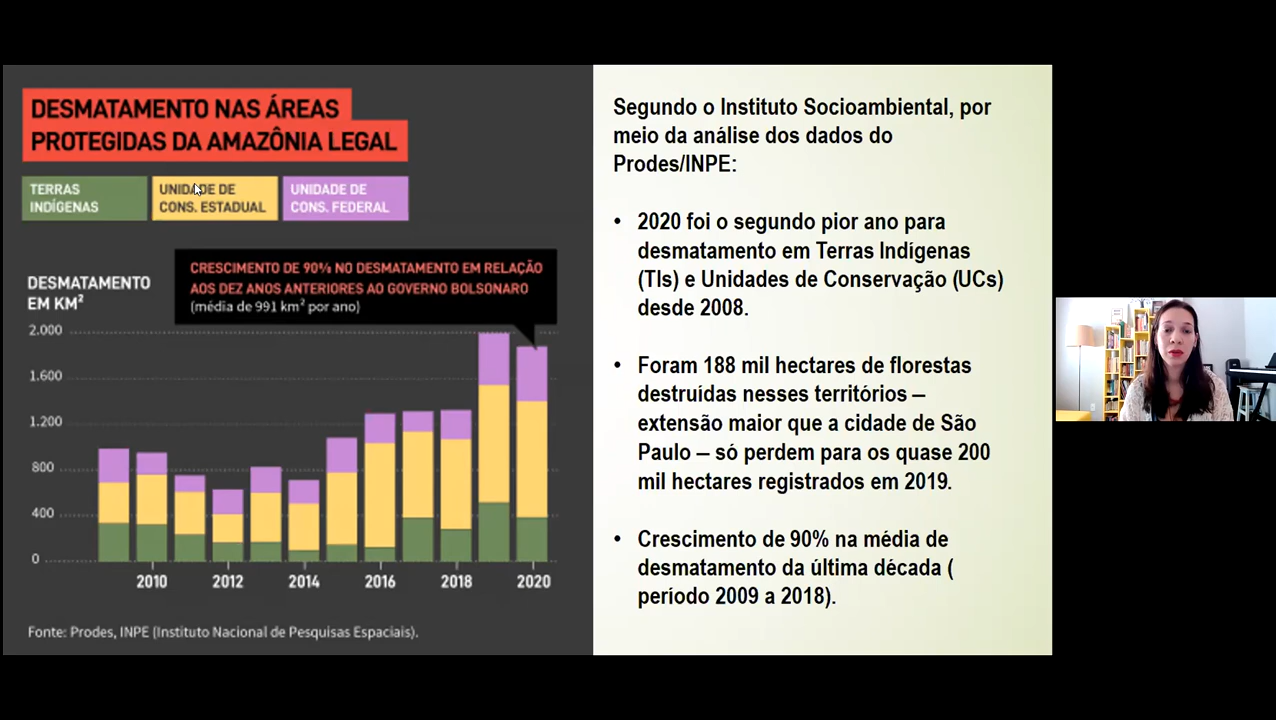 DESMATAMENTO NAS ÁREAS
PROTEGIDAS DA AMAZÔNIA LEGAL
TERRAS
INDÍGENAS
UNIDADE DE
CONS. ESTADUAL
UNIDADE DE
CONS. FEDERAL
DESMATAMENTO
EM KM²
CRESCIMENTO DE 90% NO DESMATAMENTO EM RELAÇÃO
AOS DEZ ANOS ANTERIORES AO GOVERNO BOLSONARO
(média de 991 km² por ano)
2.000
1.600
1.200
800
400
0
2010
2012
2014
2016
2018
2020
Fonte: Prodes, INPE (Instituto Nacional de Pesquisas Espaciais).
Segundo o Instituto Socioambiental, por
meio da análise dos dados do
Prodes/INPE:
• 2020 foi o segundo pior ano para
desmatamento em Terras Indígenas
(TIs) e Unidades de Conservação (UCs)
desde 2008.
• Foram 188 mil hectares de florestas
destruídas nesses territórios –
extensão maior que a cidade de São
Paulo – só perdem para os quase 200
mil hectares registrados em 2019.
• Crescimento de 90% na média de
desmatamento da última década (
período 2009 a 2018).